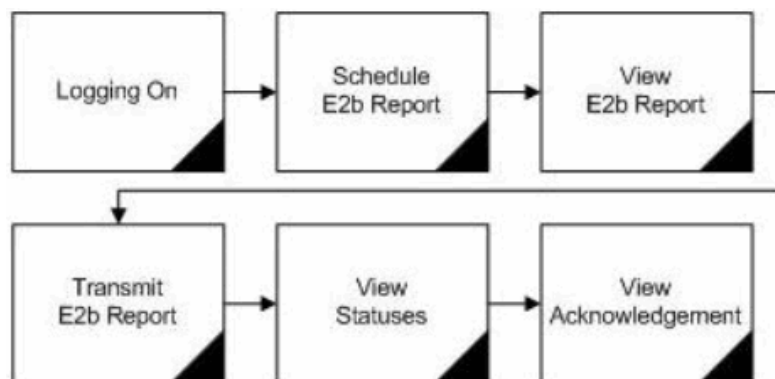 Logging On
Schedule
E2b Report
View
E2b Report
Transmit
E2b Report
View
Statuses
View
Acknowledgement